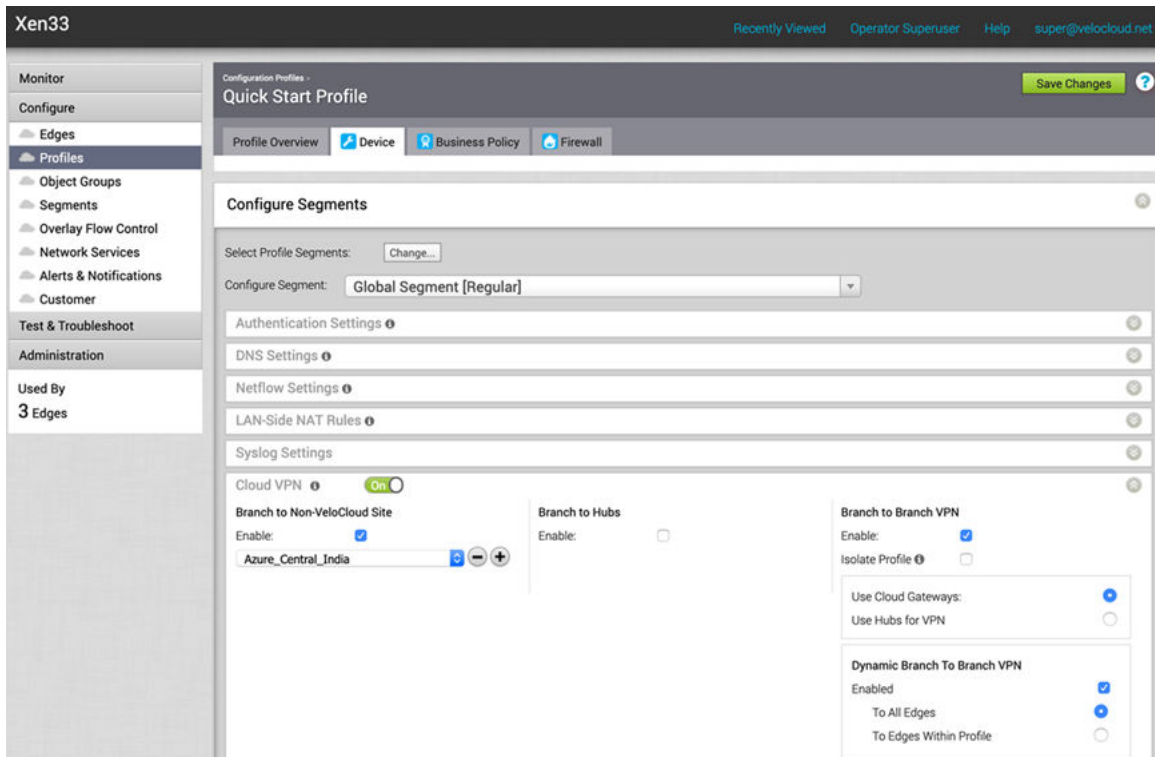 Xen33
Recently Viewed Operator Superuser Help super@velocloud.net
Monitor
Configure
Edges
Profiles
Object Groups
Segments
Overlay Flow Control
Network Services
Alerts & Notifications
Customer
Test & Troubleshoot
Administration
Used By
3 Edges
Configuration Profiles -
Quick Start Profile
Save Changes ?
Profile Overview Device Business Policy Firewall
Configure Segments
Select Profile Segments: Change...
Configure Segment: Global Segment [Regular]
Authentication Settings
DNS Settings
Netflow Settings
LAN-Side NAT Rules
Syslog Settings
Cloud VPN On
Branch to Non-VeloCloud Site
Enable:
Azure_Central_India
Branch to Hubs
Enable:
Branch to Branch VPN
Enable:
Isolate Profile
Use Cloud Gateways:
Use Hubs for VPN
Dynamic Branch To Branch VPN
Enabled
To All Edges
To Edges Within Profile